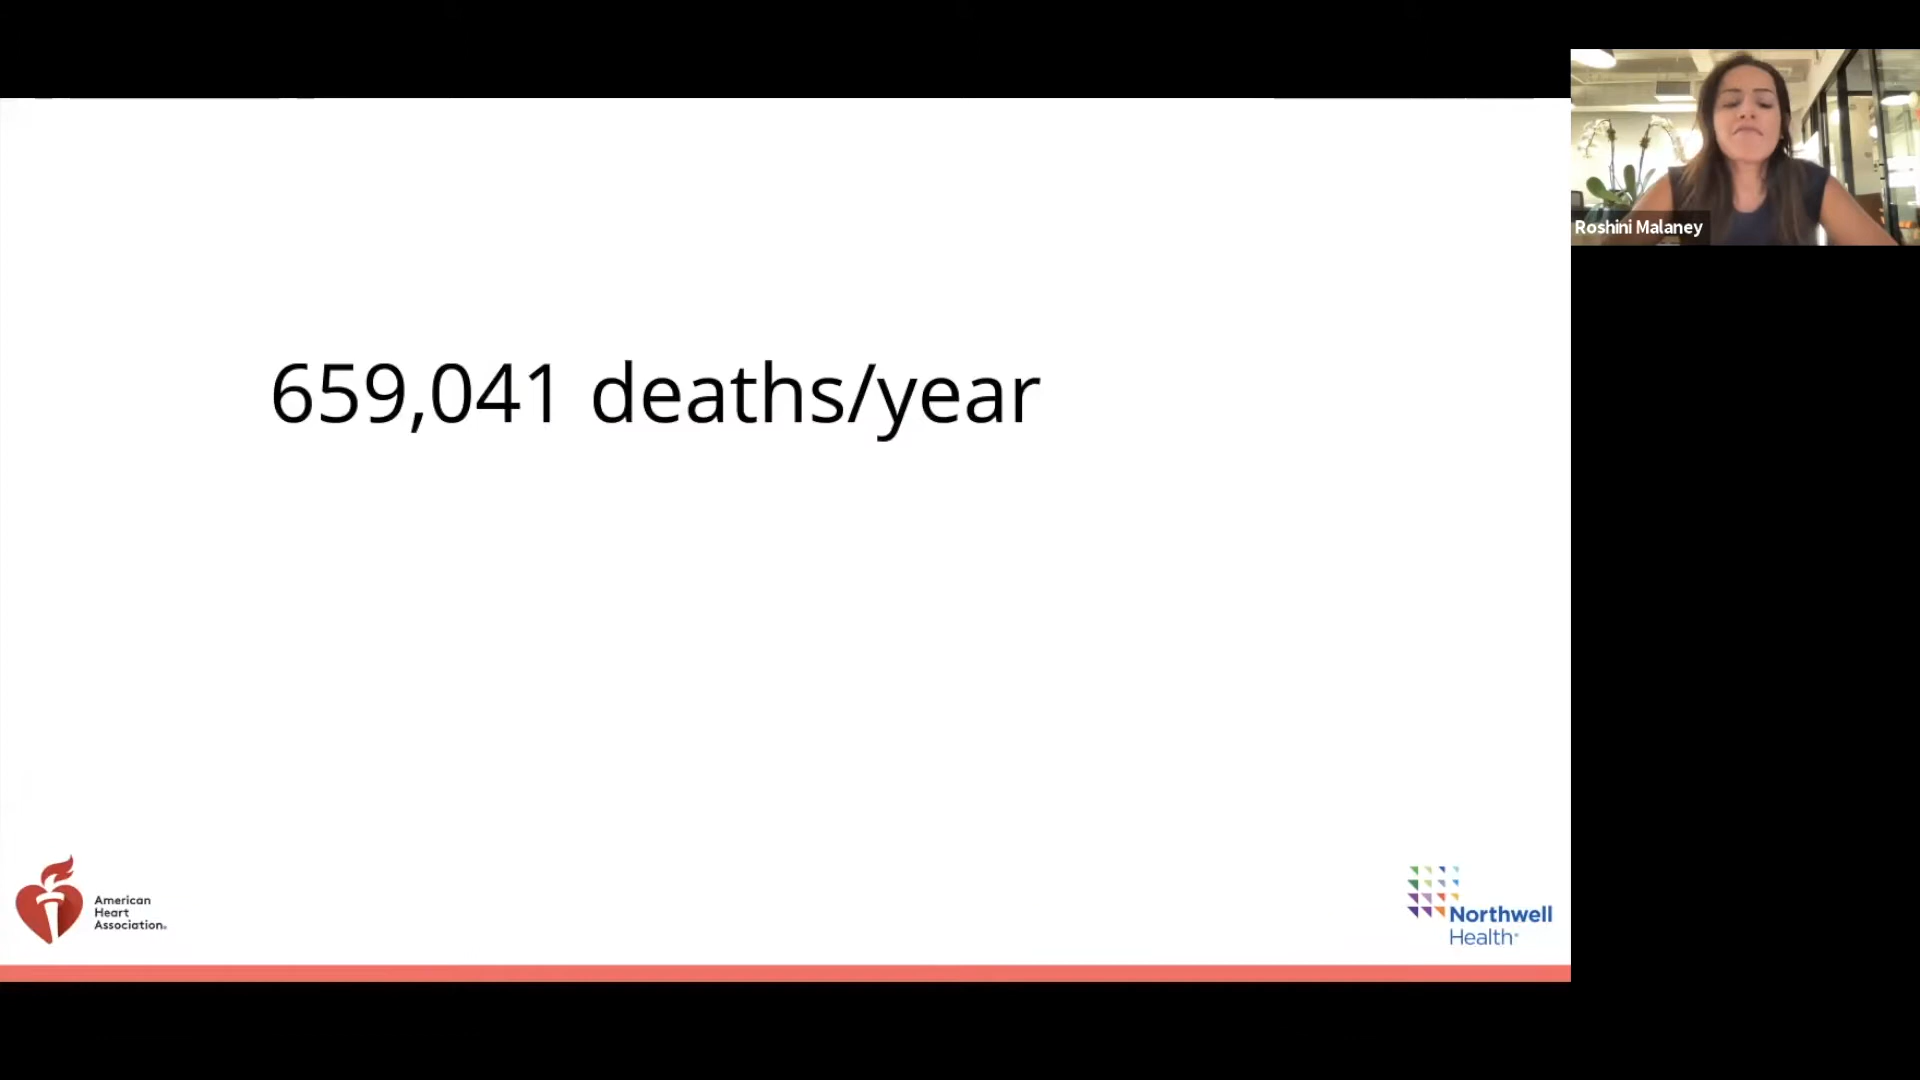 Roshini Malaney
659,041 deaths/year
American
Heart
Association.
Northwell
Health